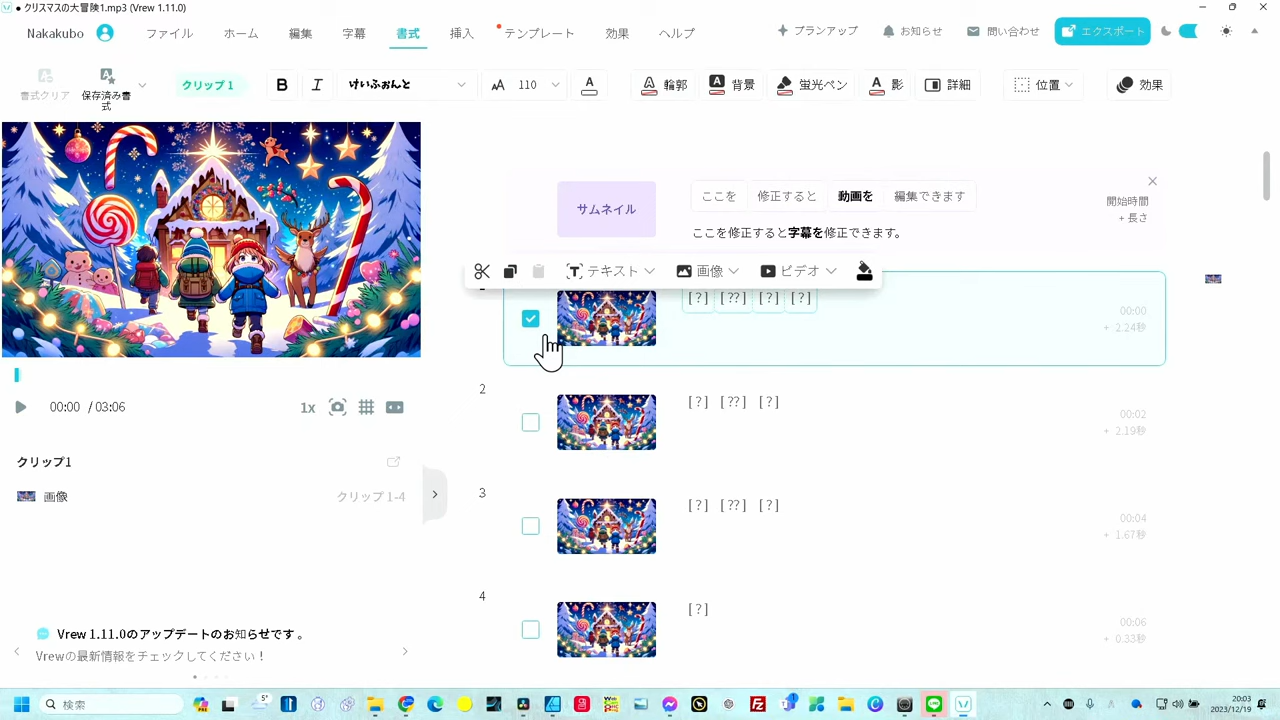 ● クリスマスの大冒険1.mp3 (Vrew 1.11.0)
Nakakubo ファイル ホーム 編集 字幕 書式 挿入 テンプレート 効果 ヘルプ プランアップ お知らせ 問い合わせ エクスポート
書式クリア 保存済み書式 クリップ 1 B I けいふぉんと 110 輪郭 背景 蛍光ペン 影 詳細 位置 効果
サムネイル
ここを 修正すると 動画を 編集できます
ここを修正すると字幕を修正できます。
開始時間
+ 長さ
テキスト 画像 ビデオ
[?] [??] [?] [?]
00:00
+ 2.24秒
2
[?] [??] [?]
00:02
+ 2.19秒
3
[?] [??] [?]
00:04
+ 1.67秒
4
[?]
00:06
+ 0.33秒
00:00 / 03:06 1x
クリップ1
画像 クリップ 1-4
Vrew 1.11.0のアップデートのお知らせです。
Vrewの最新情報をチェックしてください！
検索
5°
20:03
2023/12/19